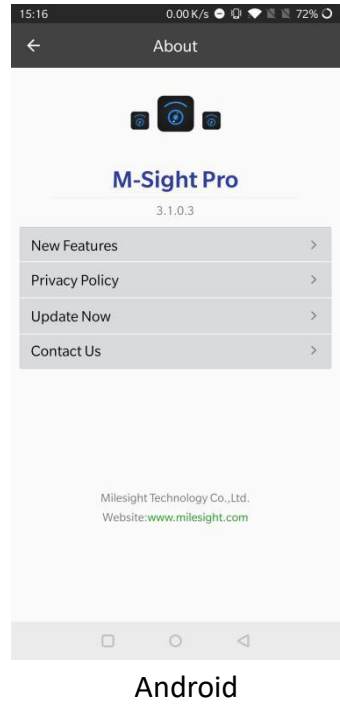 15:16 0.00 K/s 72%
About
M-Sight Pro
3.1.0.3
New Features
Privacy Policy
Update Now
Contact Us
Milesight Technology Co.,Ltd.
Website:www.milesight.com
Android